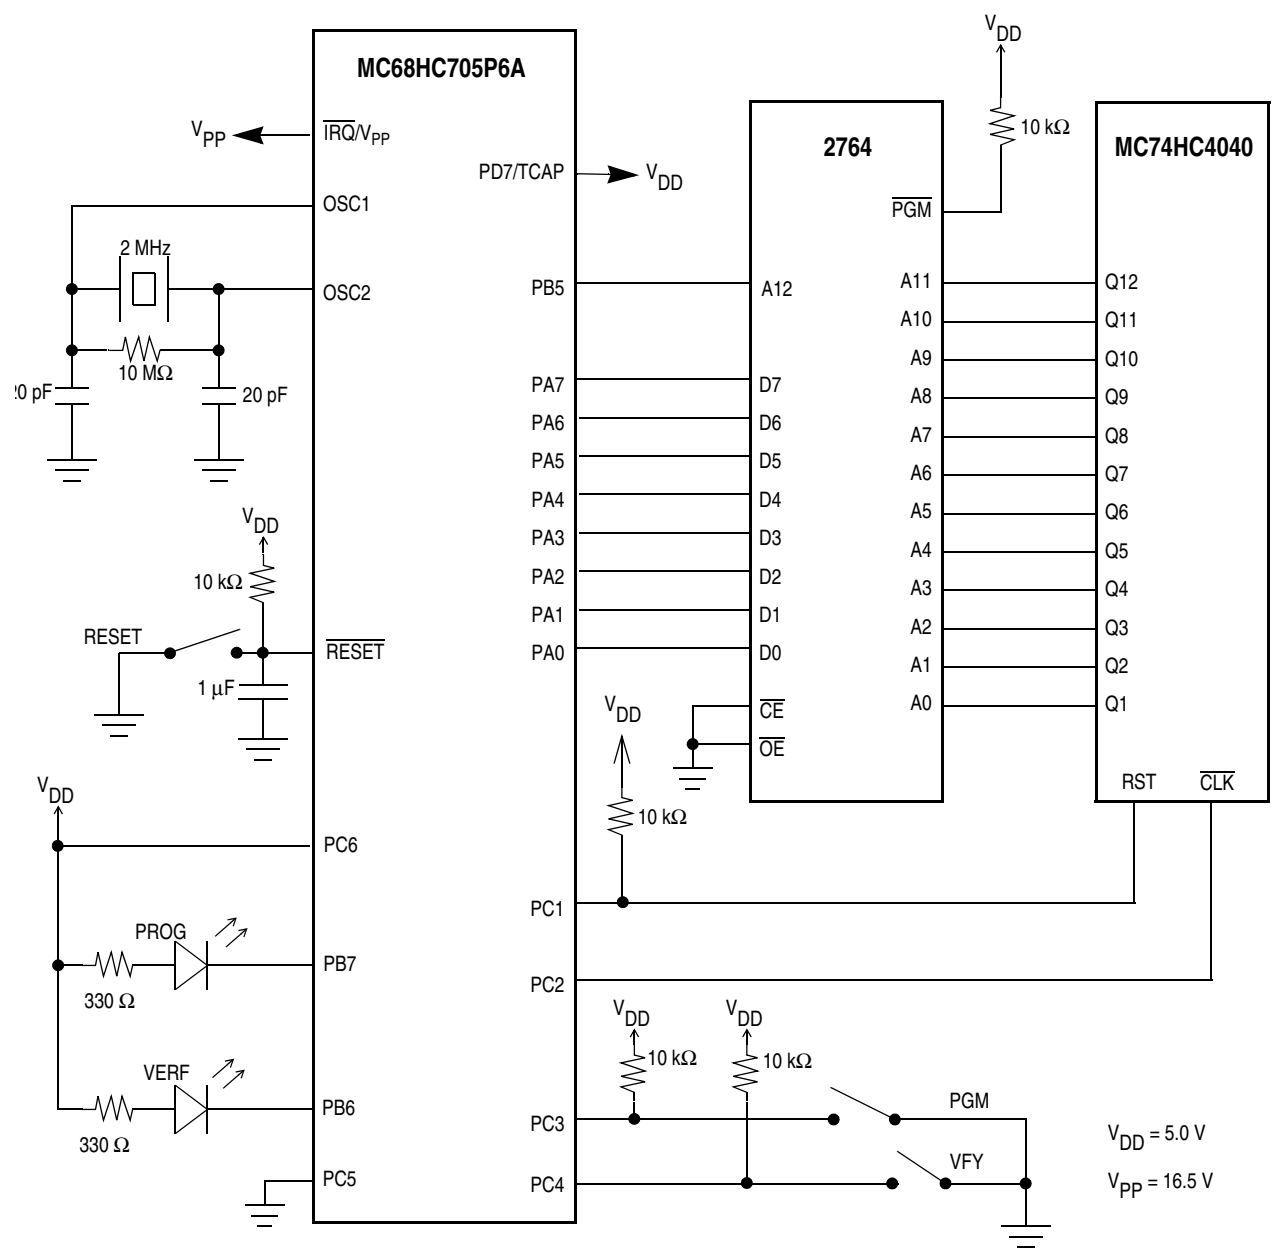 MC68HC705P6A
V_PP
IRQ/V_PP
PD7/TCAP
V_DD
OSC1
2 MHz
OSC2
10 MΩ
20 pF
V_DD
10 kΩ
RESET
RESET
1 µF
V_DD
PC6
PROG
PB7
330 Ω
VERF
PB6
330 Ω
PC5
PB5
PA7
PA6
PA5
PA4
PA3
PA2
PA1
PA0
PC1
PC2
PC3
PC4
V_DD
10 kΩ
2764
PGM
A12
D7
D6
D5
D4
D3
D2
D1
D0
CE
OE
A11
A10
A9
A8
A7
A6
A5
A4
A3
A2
A1
A0
V_DD
10 kΩ
MC74HC4040
Q12
Q11
Q10
Q9
Q8
Q7
Q6
Q5
Q4
Q3
Q2
Q1
RST
CLK
V_DD
10 kΩ
V_DD
10 kΩ
PGM
VFY
V_DD = 5.0 V
V_PP = 16.5 V